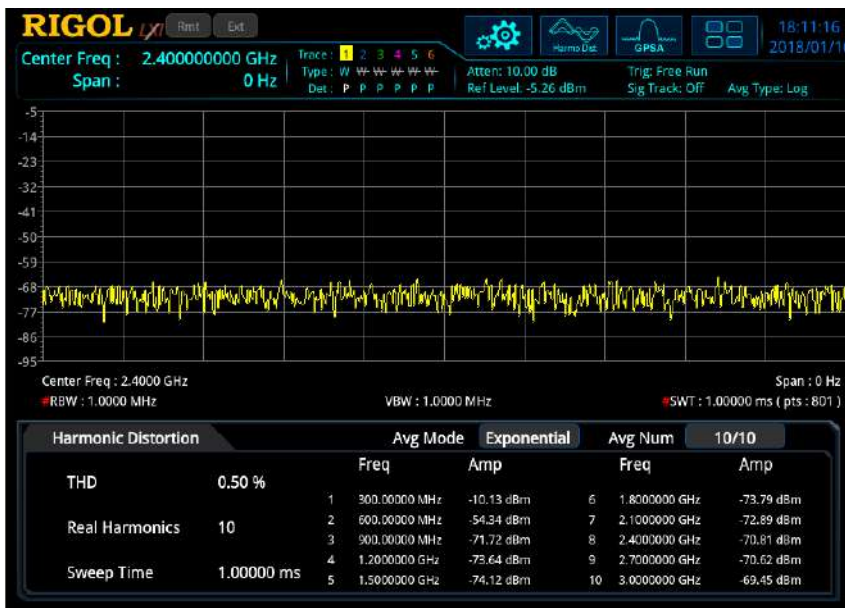 RIGOL LXI Rmt Ext
Harmo Dist GPSA
18:11:16
Center Freq : 2.400000000 GHz
Span : 0 Hz
Trace : 1 2 3 4 5 6
Type : W W W W W W
Det : P P P P P P
Atten: 10.00 dB
Ref Level: -5.26 dBm
Trig: Free Run
Sig Track: Off
Avg Type: Log
-5
-14
-23
-32
-41
-50
-59
-68
-77
-86
-95
Center Freq : 2.4000 GHz Span : 0 Hz
#RBW : 1.0000 MHz VBW : 1.0000 MHz #SWT : 1.00000 ms ( pts : 801 )
Harmonic Distortion Avg Mode Exponential Avg Num 10/10
THD 0.50 %
Real Harmonics 10
Sweep Time 1.00000 ms
Freq Amp Freq Amp
1 300.00000 MHz -10.13 dBm 6 1.8000000 GHz -73.79 dBm
2 600.00000 MHz -54.34 dBm 7 2.1000000 GHz -72.89 dBm
3 900.00000 MHz -71.72 dBm 8 2.4000000 GHz -70.81 dBm
4 1.2000000 GHz -73.64 dBm 9 2.7000000 GHz -70.62 dBm
5 1.5000000 GHz -74.12 dBm 10 3.0000000 GHz -69.45 dBm